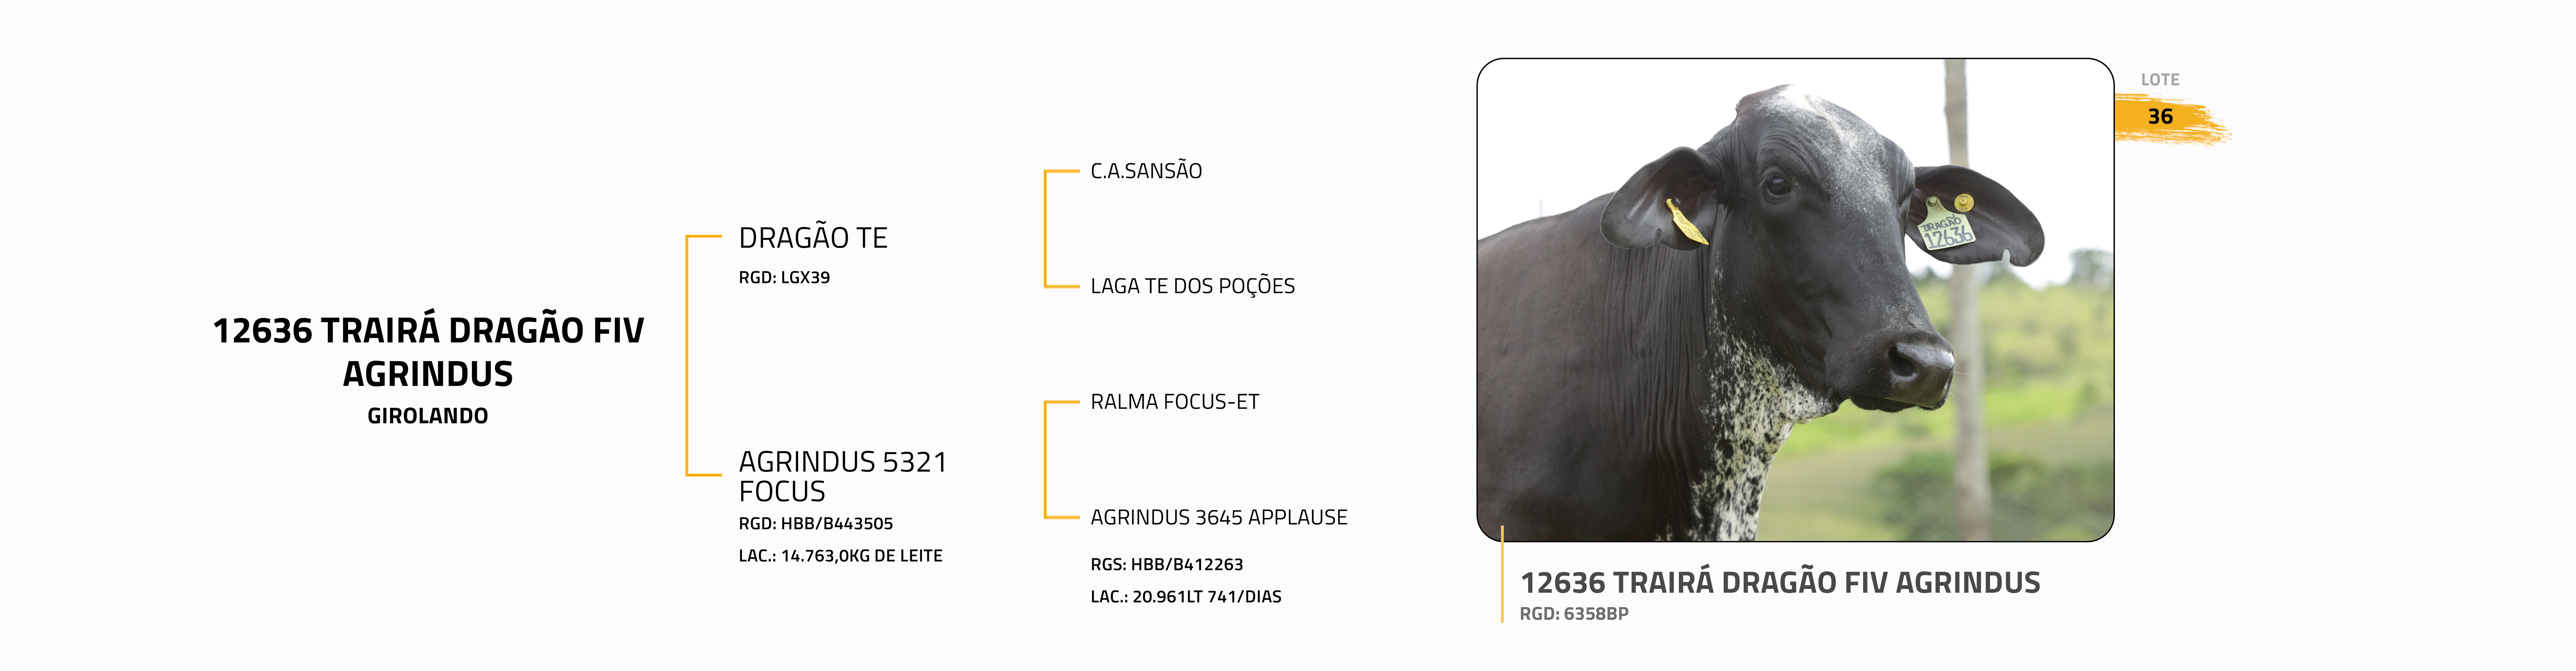 12636 TRAIRÁ DRAGÃO FIV
AGRINDUS
GIROLANDO
DRAGÃO TE
RGD: LGX39
AGRINDUS 5321
FOCUS
RGD: HBB/B443505
LAC.: 14.763,0KG DE LEITE
C.A.SANSÃO
LAGA TE DOS POÇÕES
RALMA FOCUS-ET
AGRINDUS 3645 APPLAUSE
RGS: HBB/B412263
LAC.: 20.961LT 741/DIAS
DRAGÃO
12636
LOTE
36
12636 TRAIRÁ DRAGÃO FIV AGRINDUS
RGD: 6358BP